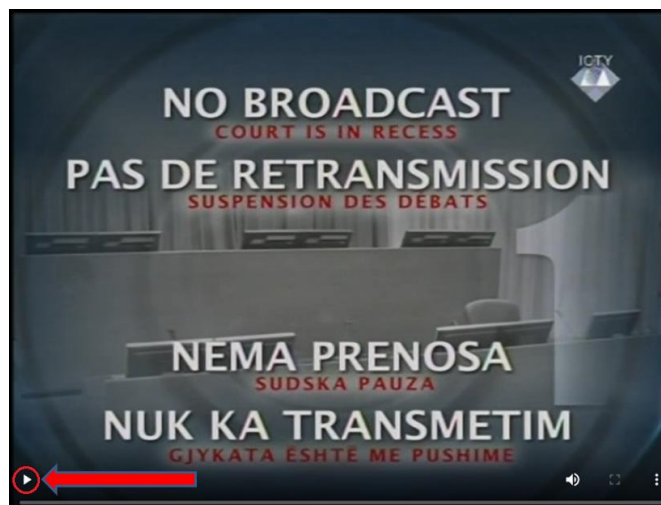 ICTY
NO BROADCAST
COURT IS IN RECESS
PAS DE RETRANSMISSION
SUSPENSION DES DÉBATS
NEMA PRENOSA
SUDSKA PAUZA
NUK KA TRANSMETIM
GJYKATA ËSHTË ME PUSHIME